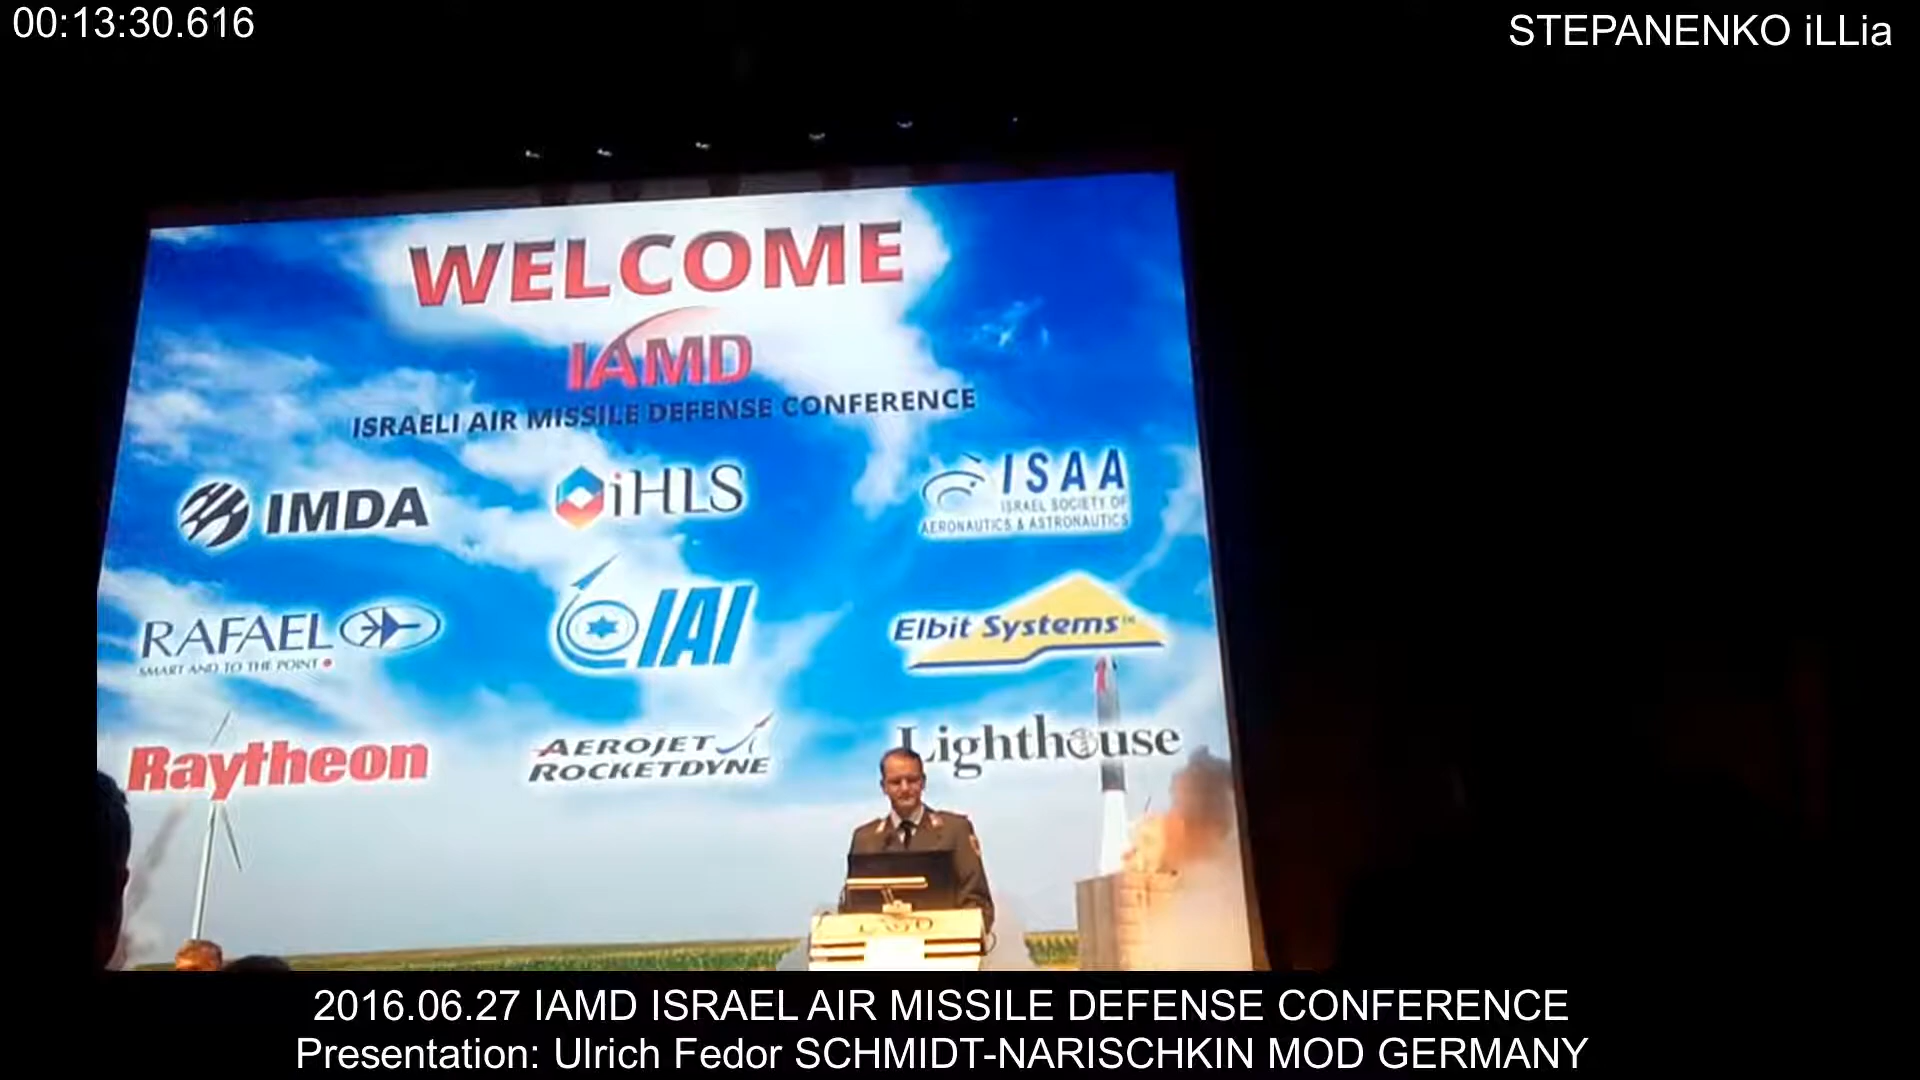 00:13:30.616
STEPANENKO iLLia
WELCOME
IAMD
ISRAELI AIR MISSILE DEFENSE CONFERENCE
IMDA
iHLS
ISAA
ISRAEL SOCIETY OF
AERONAUTICS & ASTRONAUTICS
RAFAEL
SMART AND TO THE POINT
IAI
Elbit Systems™
Raytheon
AEROJET
ROCKETDYNE
Lighthouse
IAMD
2016.06.27 IAMD ISRAEL AIR MISSILE DEFENSE CONFERENCE
Presentation: Ulrich Fedor SCHMIDT-NARISCHKIN MOD GERMANY